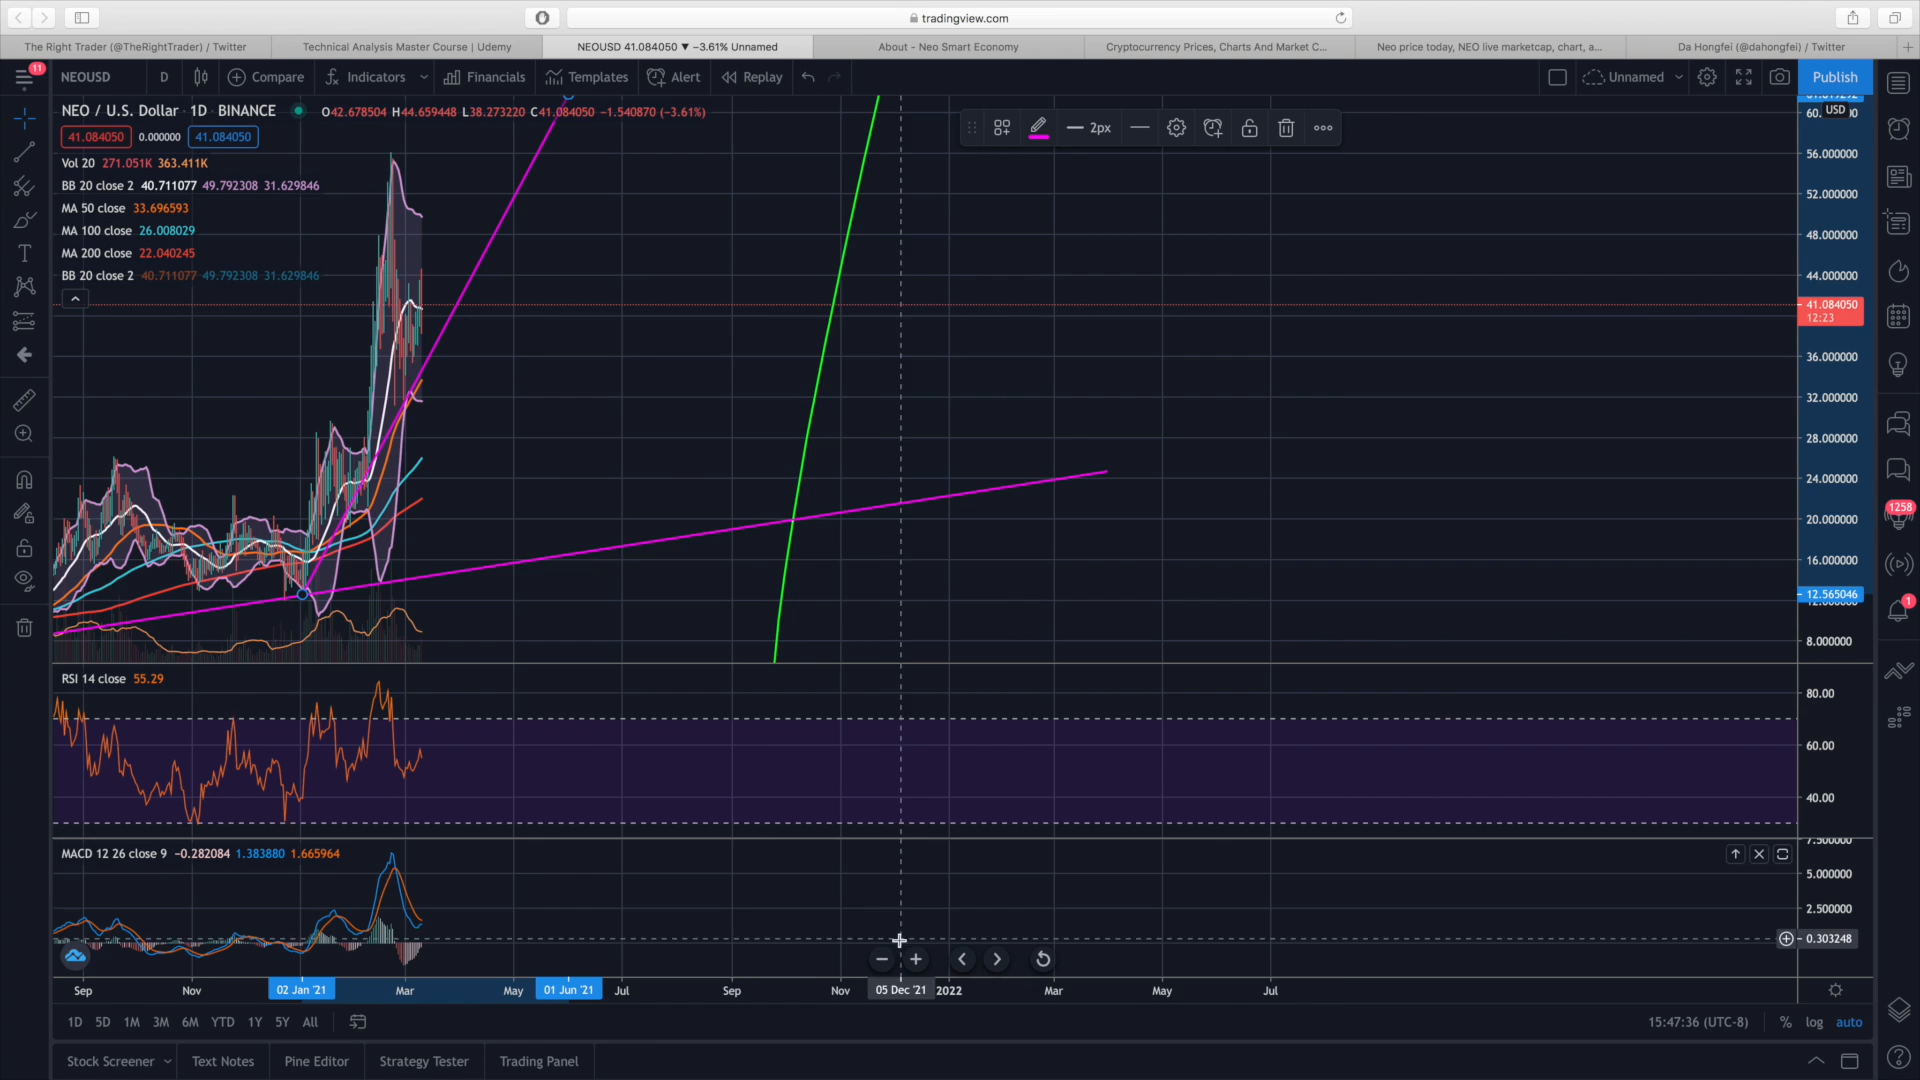 tradingview.com
The Right Trader (@TheRightTrader) / Twitter
Technical Analysis Master Course | Udemy
NEOUSD 41.084050 ▼ −3.61% Unnamed
About - Neo Smart Economy
Cryptocurrency Prices, Charts And Market C...
Neo price today, NEO live marketcap, chart, a...
Da Hongfei (@dahongfei) / Twitter
11
NEOUSD
D
Compare
Indicators
Financials
Templates
Alert
Replay
Unnamed
Publish
NEO / U.S. Dollar · 1D · BINANCE
O42.678504 H44.659448 L38.273220 C41.084050 −1.540870 (−3.61%)
41.084050 0.000000 41.084050
Vol 20 271.051K 363.411K
BB 20 close 2 40.711077 49.792308 31.629846
MA 50 close 33.696593
MA 100 close 26.008029
MA 200 close 22.040245
BB 20 close 2 40.711077 49.792308 31.629846
2px
USD
56.000000
52.000000
48.000000
44.000000
41.084050
12:23
36.000000
32.000000
28.000000
24.000000
20.000000
16.000000
12.565046
8.000000
1258
1
RSI 14 close 55.29
80.00
60.00
40.00
MACD 12 26 close 9 −0.282084 1.383880 1.665964
7.500000
5.000000
2.500000
0.303248
Sep
Nov
02 Jan '21
Mar
May
01 Jun '21
Jul
Sep
Nov
05 Dec '21
2022
Mar
May
Jul
1D 5D 1M 3M 6M YTD 1Y 5Y All
15:47:36 (UTC-8)
% log auto
Stock Screener
Text Notes
Pine Editor
Strategy Tester
Trading Panel